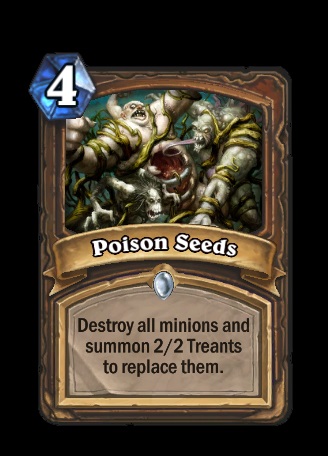 4
Poison Seeds
Destroy all minions and
summon 2/2 Treants
to replace them.